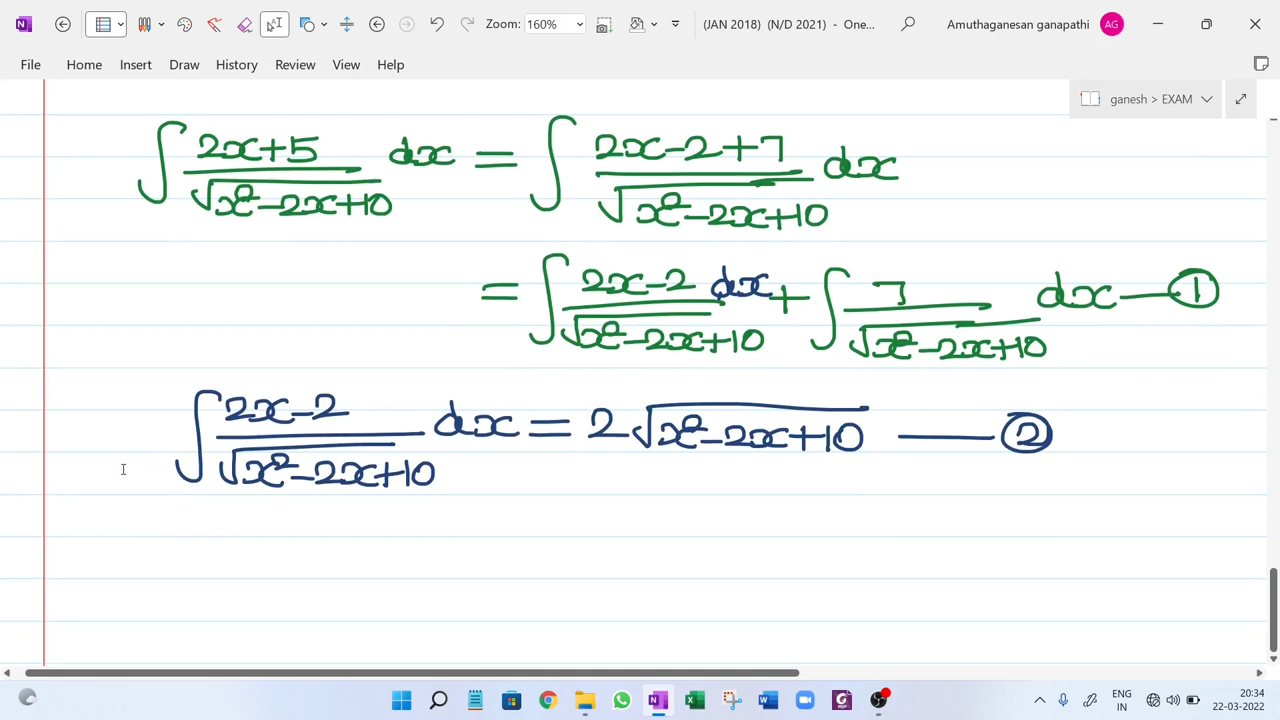 Zoom: 160% (JAN 2018) (N/D 2021) - One... Amuthaganesan ganapathi AG
File Home Insert Draw History Review View Help
ganesh > EXAM
∫ (2x+5)/√(x²-2x+10) dx = ∫ (2x-2+7)/√(x²-2x+10) dx
= ∫ (2x-2)/√(x²-2x+10) dx + ∫ 7/√(x²-2x+10) dx — ①
∫ (2x-2)/√(x²-2x+10) dx = 2√(x²-2x+10) — ②
ENG IN 20:34 22-03-2022